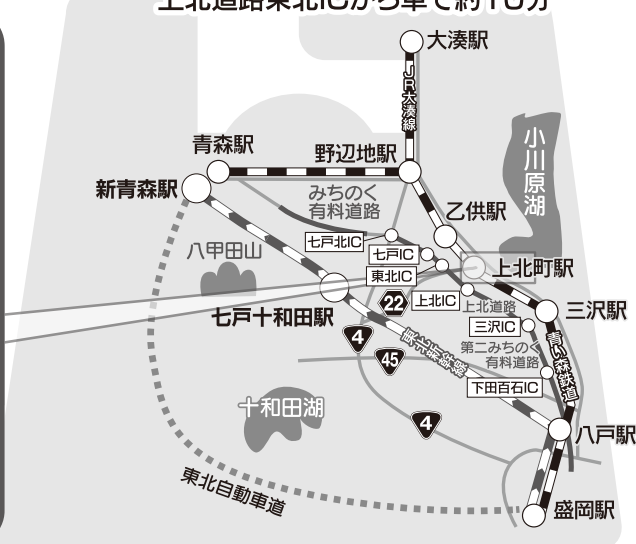 上北道路東北ICから車で約10分
大湊駅
JR大湊線
青森駅
野辺地駅
小川原湖
新青森駅
みちのく
有料道路
乙供駅
七戸北IC
八甲田山
七戸IC
東北IC
上北町駅
22
上北IC
上北道路
三沢駅
七戸十和田駅
三沢IC
4
東北新幹線
第二みちのく
有料道路
青い森鉄道
45
下田百石IC
十和田湖
4
八戸駅
東北自動車道
盛岡駅